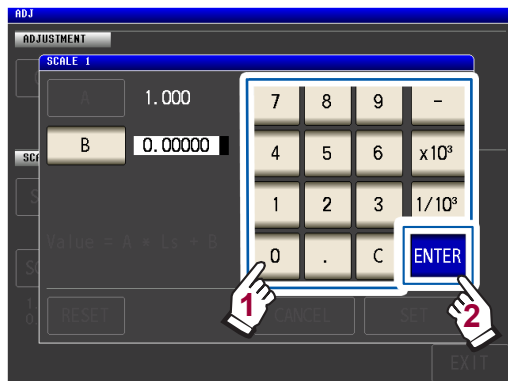 ADJ
ADJUSTMENT
SCALE 1
A 1.000
B 0.00000
7 8 9 -
4 5 6 x10³
1 2 3 1/10³
0 . C ENTER
Value = A * Ls + B
1
2
RESET
CANCEL
SET
EXIT